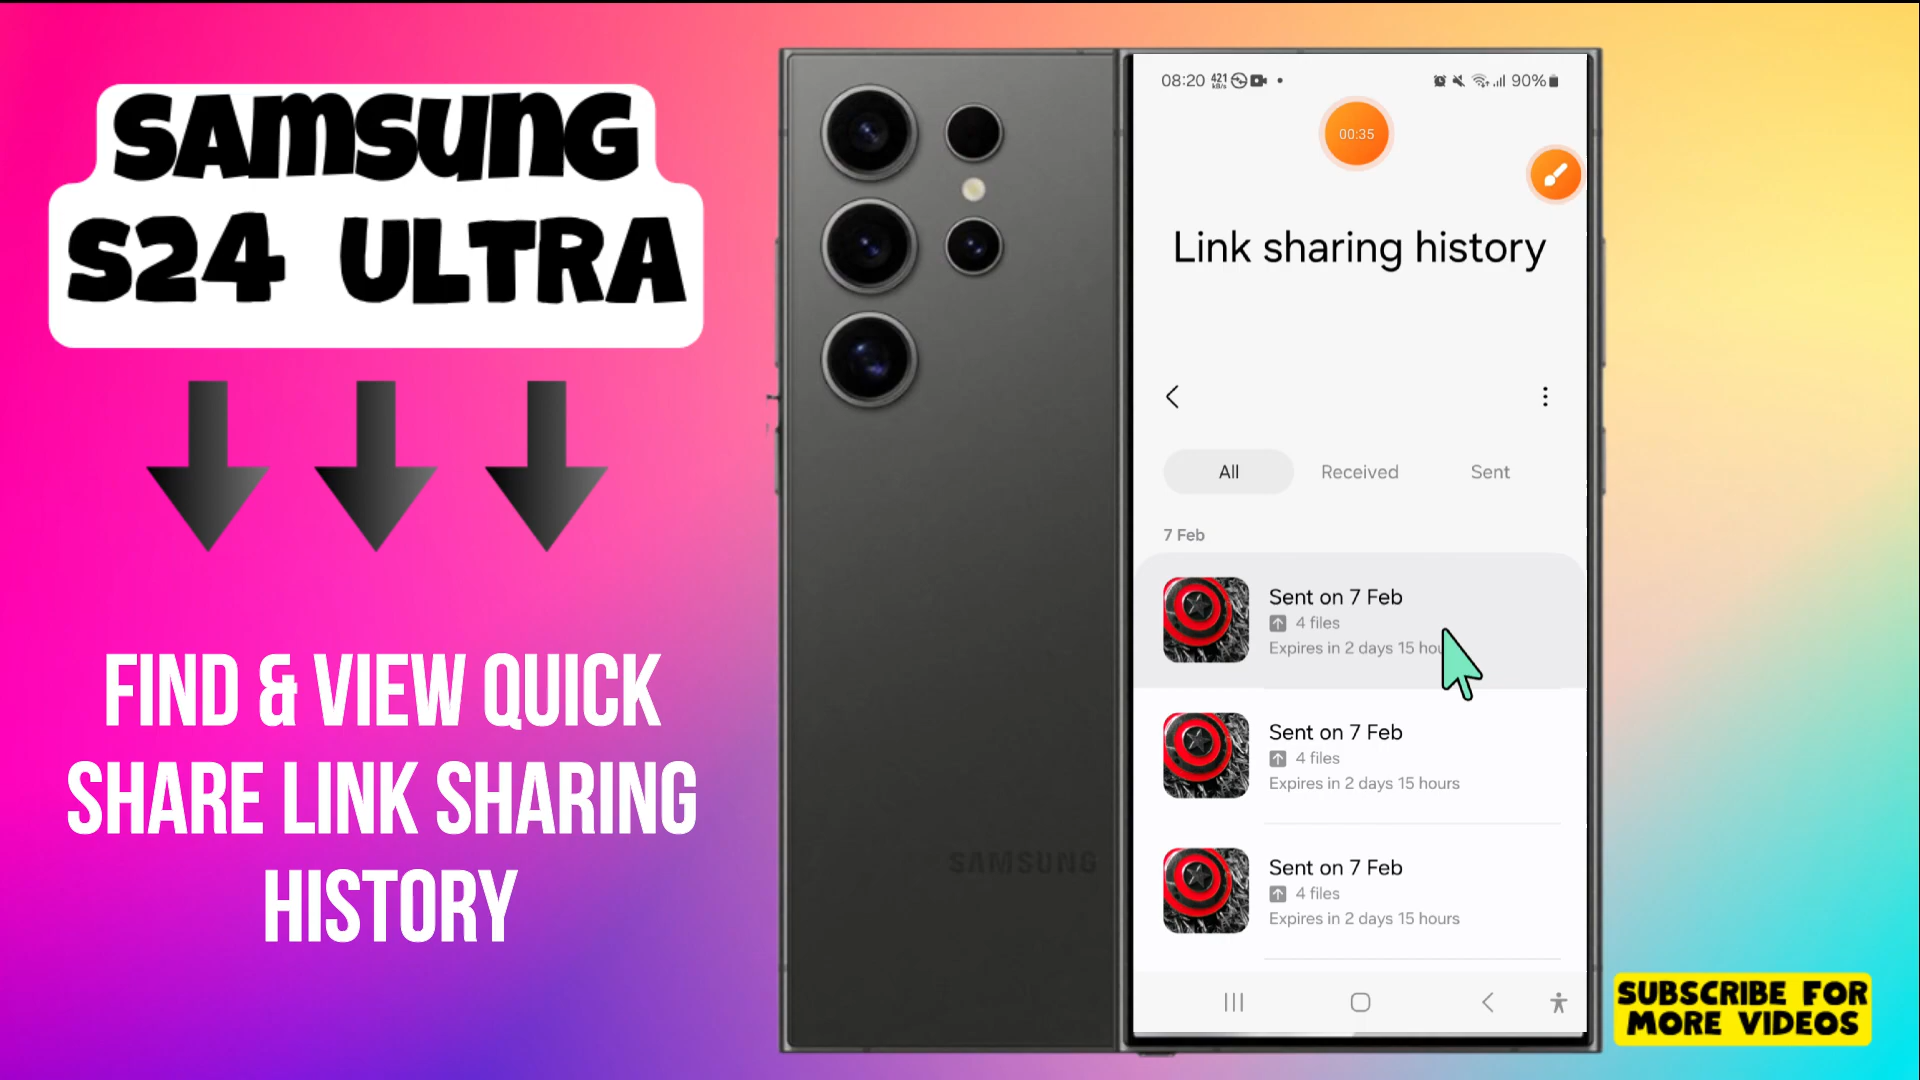 SAMSUNG
S24 ULTRA
FIND & VIEW QUICK
SHARE LINK SHARING
HISTORY
SAMSUNG
08:20 421 KB/s 90%
00:35
Link sharing history
All Received Sent
7 Feb
Sent on 7 Feb
4 files
Expires in 2 days 15 hou
Sent on 7 Feb
4 files
Expires in 2 days 15 hours
Sent on 7 Feb
4 files
Expires in 2 days 15 hours
SUBSCRIBE FOR
MORE VIDEOS